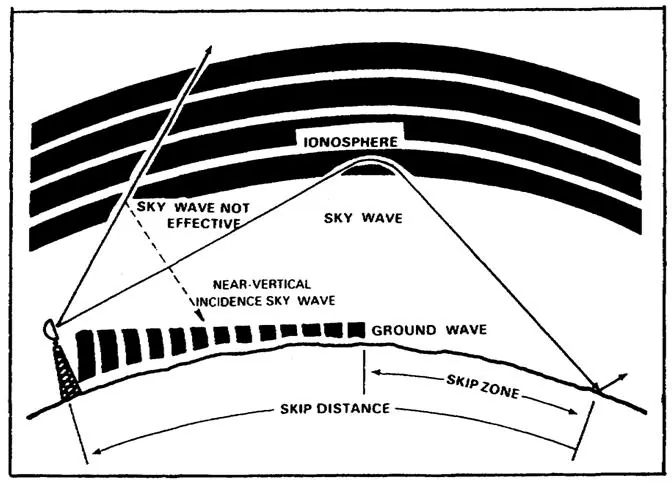 IONOSPHERE
SKY WAVE NOT
EFFECTIVE
SKY WAVE
NEAR-VERTICAL
INCIDENCE SKY WAVE
GROUND WAVE
SKIP ZONE
SKIP DISTANCE